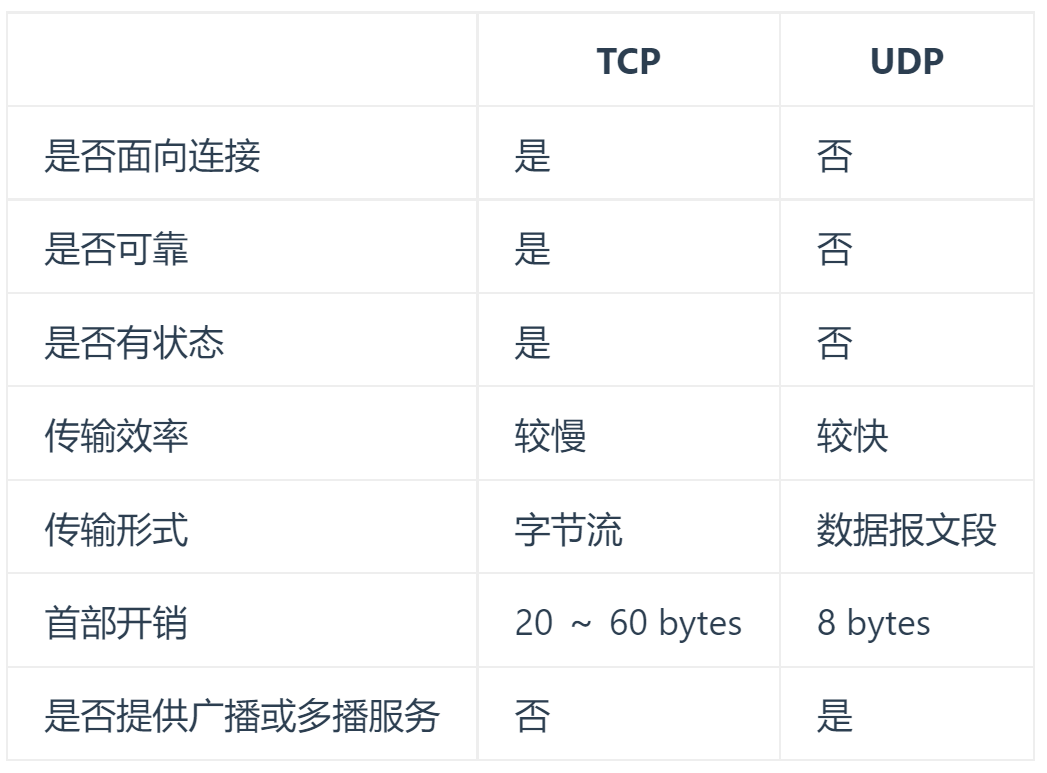 TCP UDP
是否面向连接 是 否
是否可靠 是 否
是否有状态 是 否
传输效率 较慢 较快
传输形式 字节流 数据报文段
首部开销 20 ~ 60 bytes 8 bytes
是否提供广播或多播服务 否 是